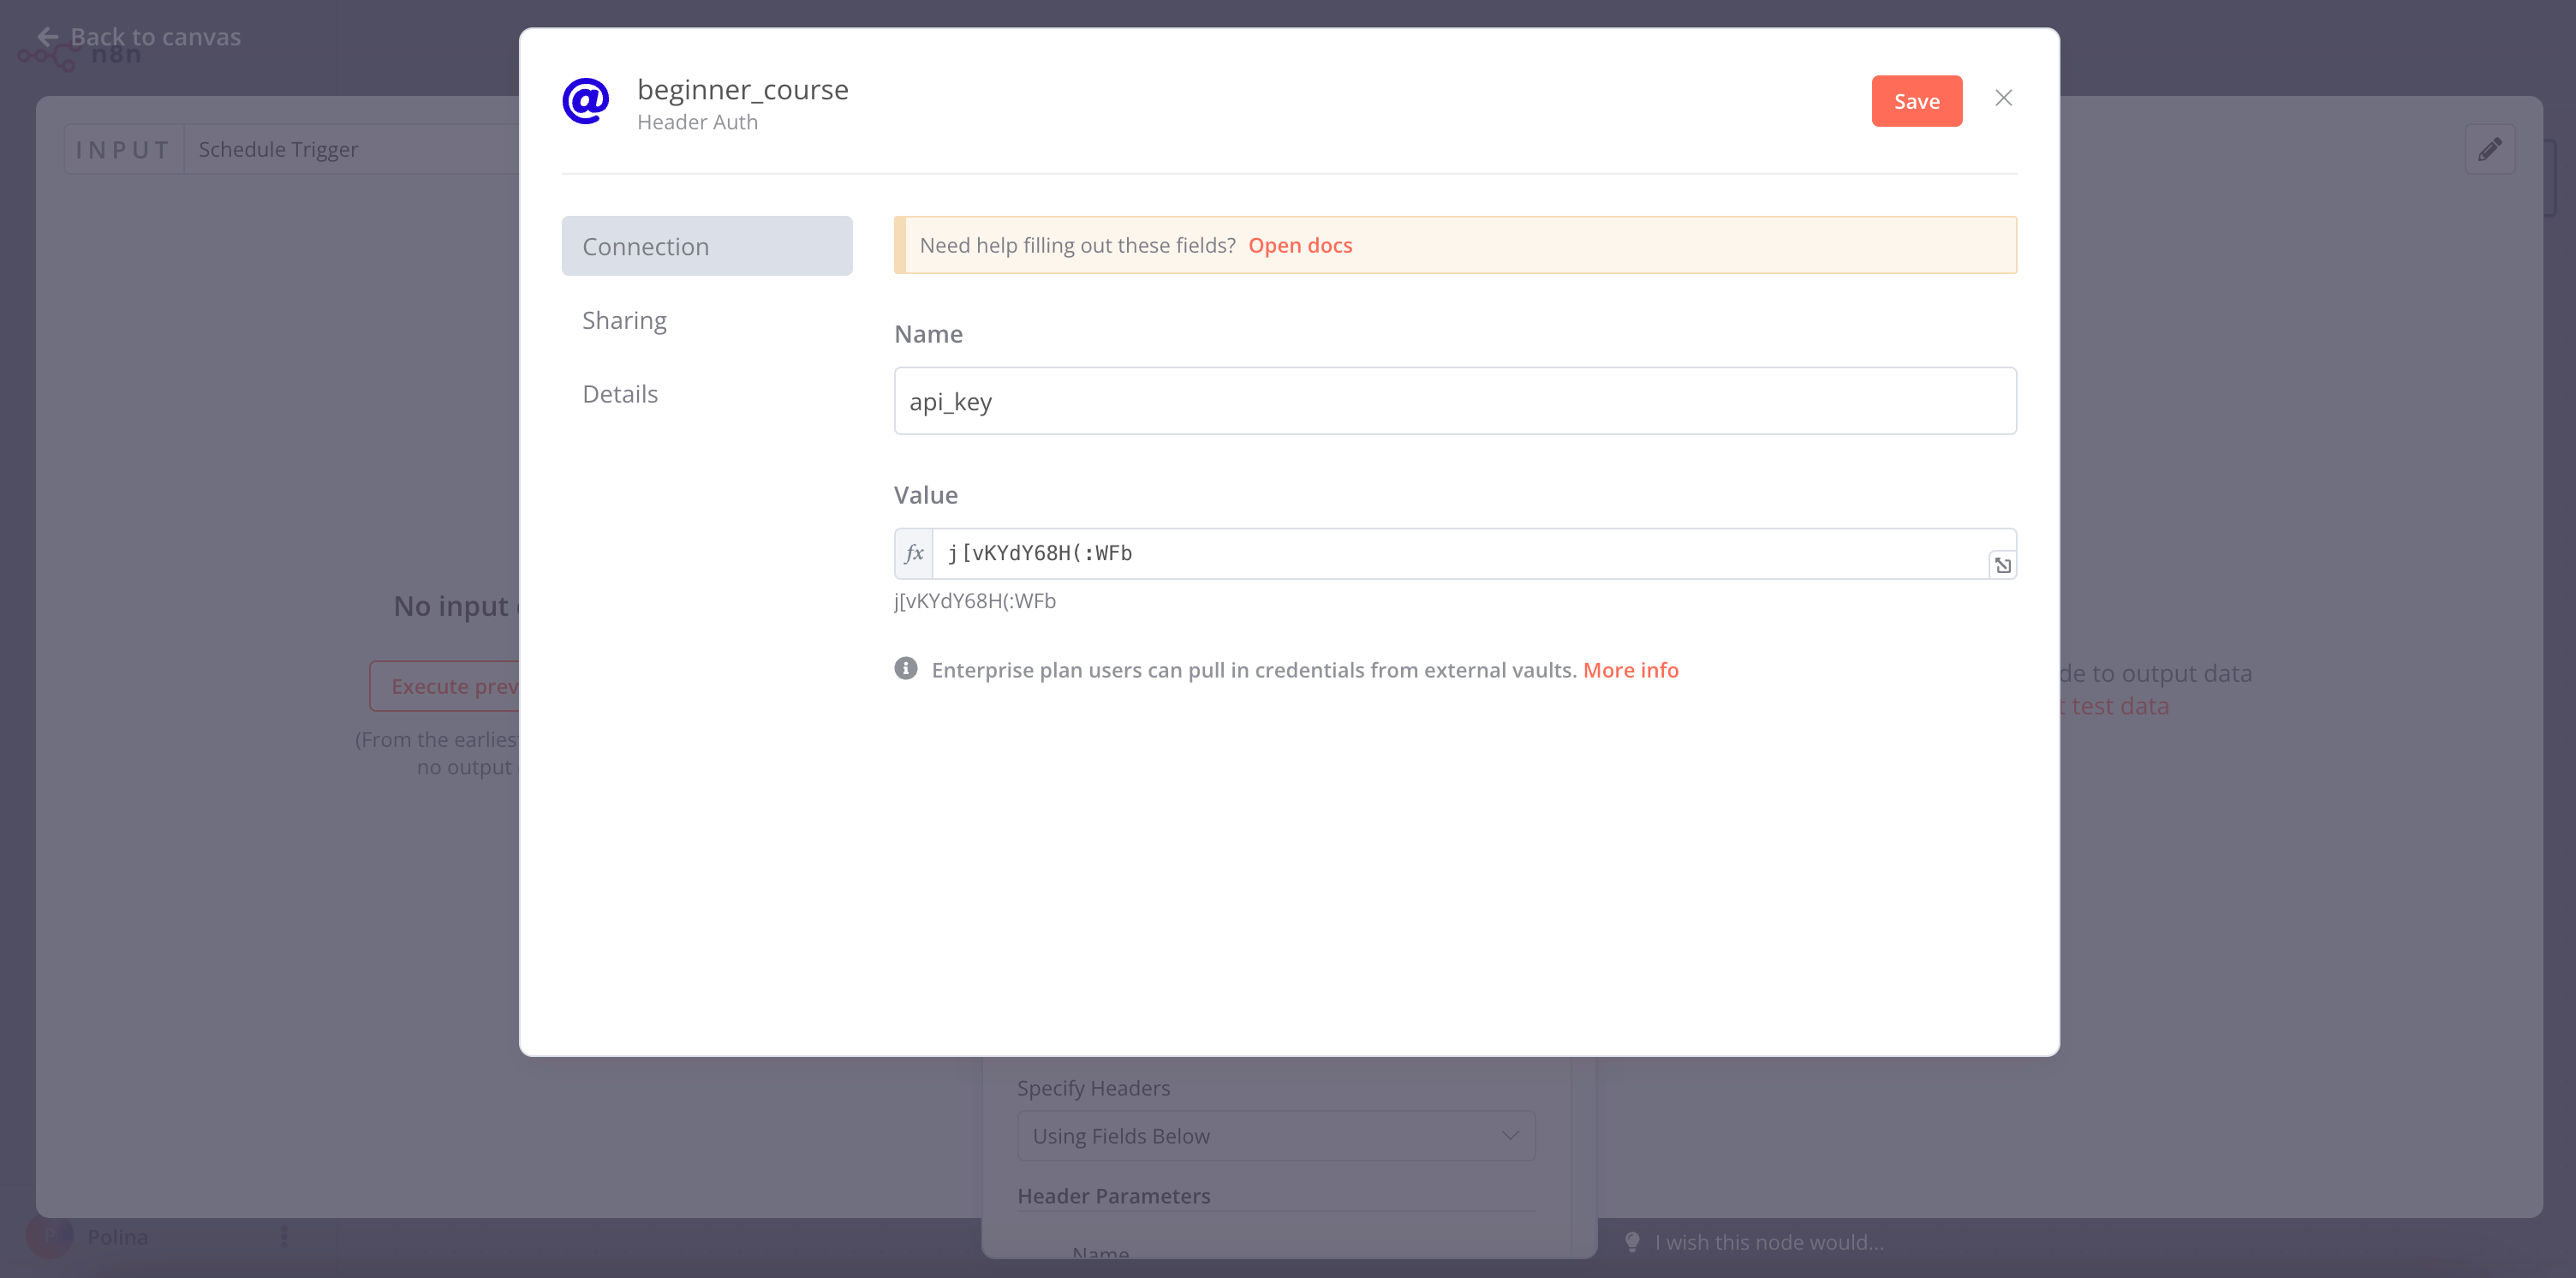 Back to canvas
n8n
INPUT
Schedule Trigger
beginner_course
Header Auth
Save
Connection
Sharing
Details
Need help filling out these fields? Open docs
Name
api_key
Value
fx
j[vKYdY68H(:WFb
j[vKYdY68H(:WFb
Enterprise plan users can pull in credentials from external vaults. More info
No input
Execute prev
(From the earlies
no output
de to output data
test data
Specify Headers
Using Fields Below
Header Parameters
Name
P
Polina
I wish this node would...